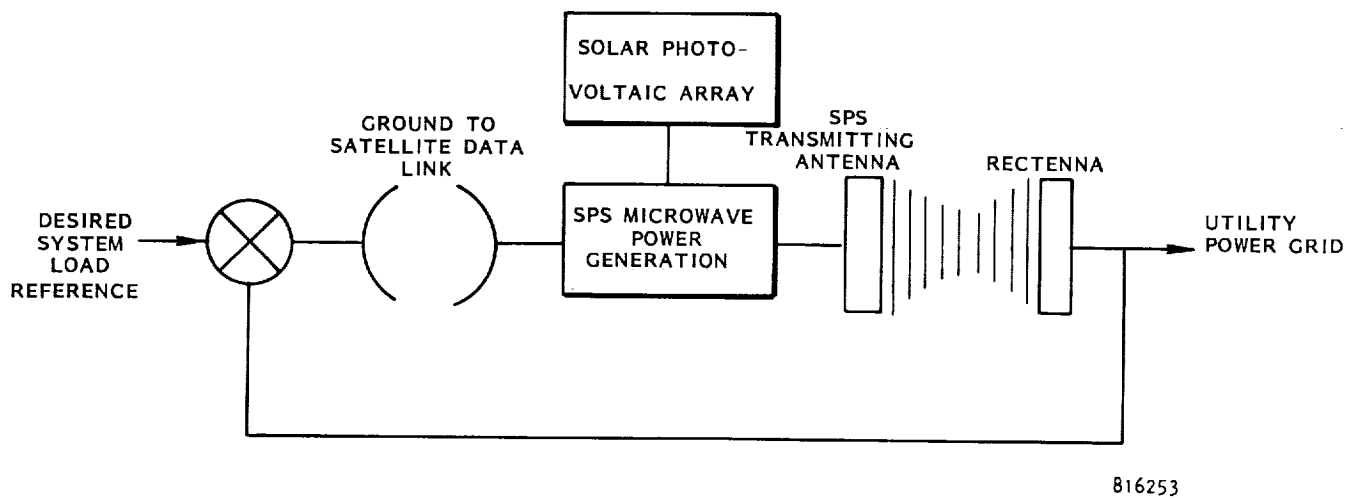 SOLAR PHOTO-
VOLTAIC ARRAY
GROUND TO
SATELLITE DATA
LINK
SPS
TRANSMITTING
ANTENNA
RECTENNA
DESIRED
SYSTEM
LOAD
REFERENCE
SPS MICROWAVE
POWER
GENERATION
UTILITY
POWER GRID
816253